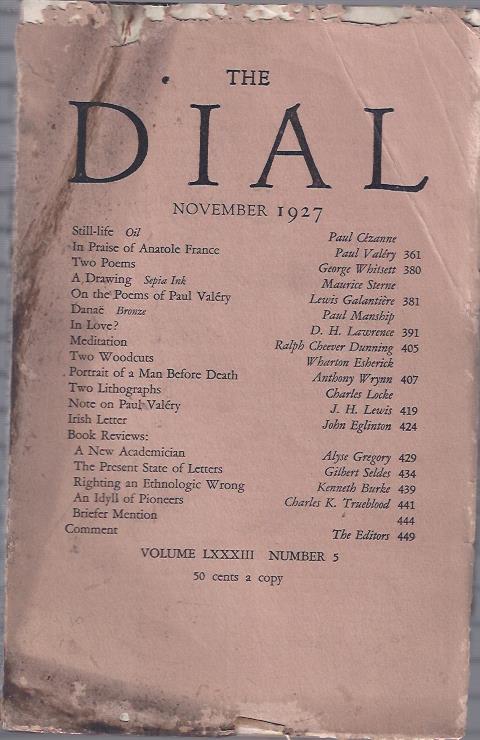 THE
DIAL
NOVEMBER 1927
Still-life Oil Paul Cézanne
In Praise of Anatole France Paul Valéry 361
Two Poems George Whitsett 380
A Drawing Sepia Ink Maurice Sterne
On the Poems of Paul Valéry Lewis Galantière 381
Danaë Bronze Paul Manship
In Love? D. H. Lawrence 391
Meditation Ralph Cheever Dunning 405
Two Woodcuts Wharton Esherick
Portrait of a Man Before Death Anthony Wrynn 407
Two Lithographs Charles Locke
Note on Paul Valéry J. H. Lewis 419
Irish Letter John Eglinton 424
Book Reviews:
A New Academician Alyse Gregory 429
The Present State of Letters Gilbert Seldes 434
Righting an Ethnologic Wrong Kenneth Burke 439
An Idyll of Pioneers Charles K. Trueblood 441
Briefer Mention 444
Comment The Editors 449
VOLUME LXXXIII NUMBER 5
50 cents a copy